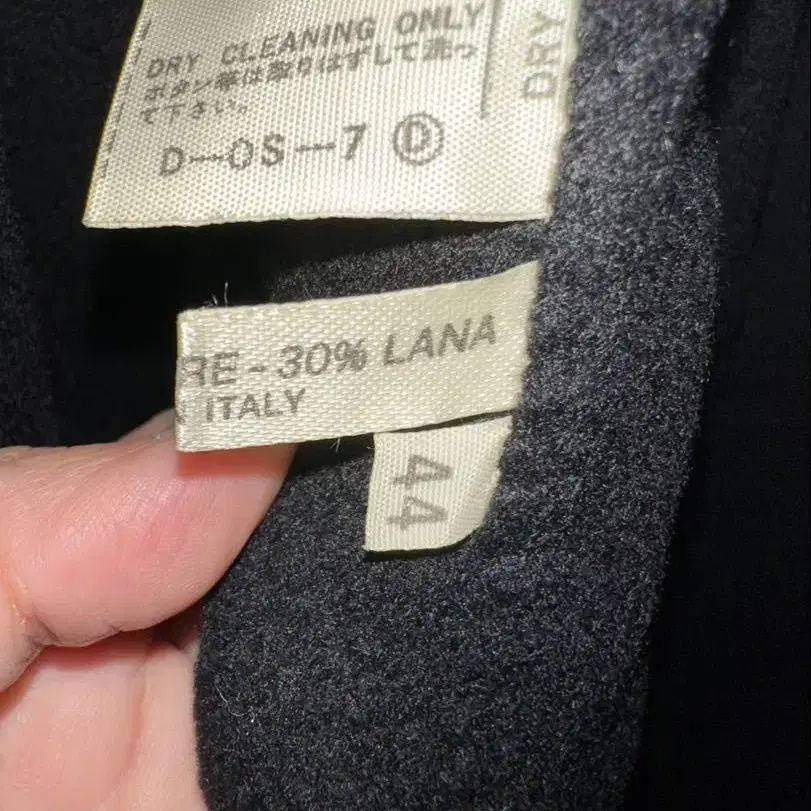 DRY CLEANING ONLY
ボタン等は取りはずして洗っ
て下さい。
D-OS-7 Ⓓ
DRY
RE - 30% LANA
ITALY
44